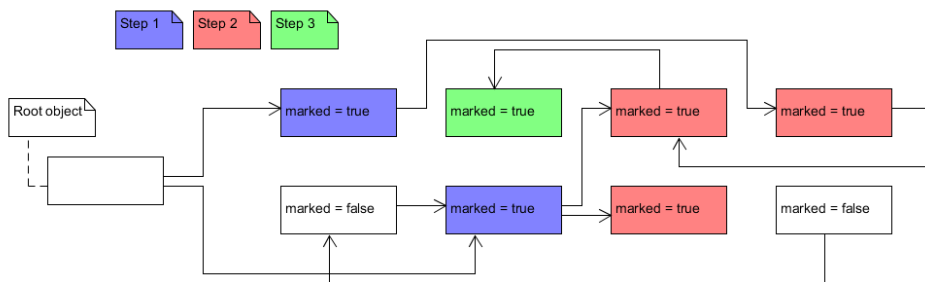 Step 1
Step 2
Step 3
Root object
marked = true
marked = true
marked = true
marked = true
marked = false
marked = true
marked = true
marked = false